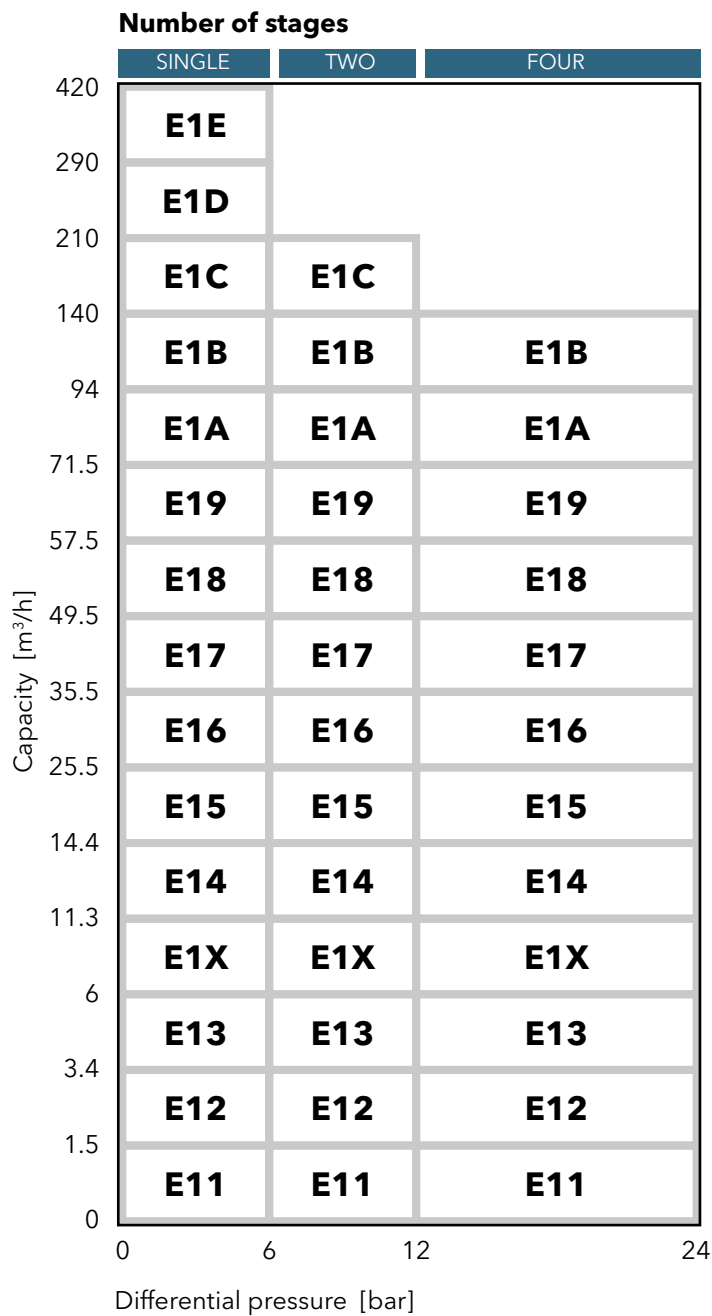 Number of stages
SINGLE TWO FOUR
420
E1E
290
E1D
210
E1C E1C
140
E1B E1B E1B
94
E1A E1A E1A
71.5
E19 E19 E19
57.5
E18 E18 E18
49.5
E17 E17 E17
35.5
E16 E16 E16
25.5
E15 E15 E15
14.4
E14 E14 E14
11.3
E1X E1X E1X
6
E13 E13 E13
3.4
E12 E12 E12
1.5
E11 E11 E11
0
Capacity [m³/h]
0 6 12 24
Differential pressure [bar]